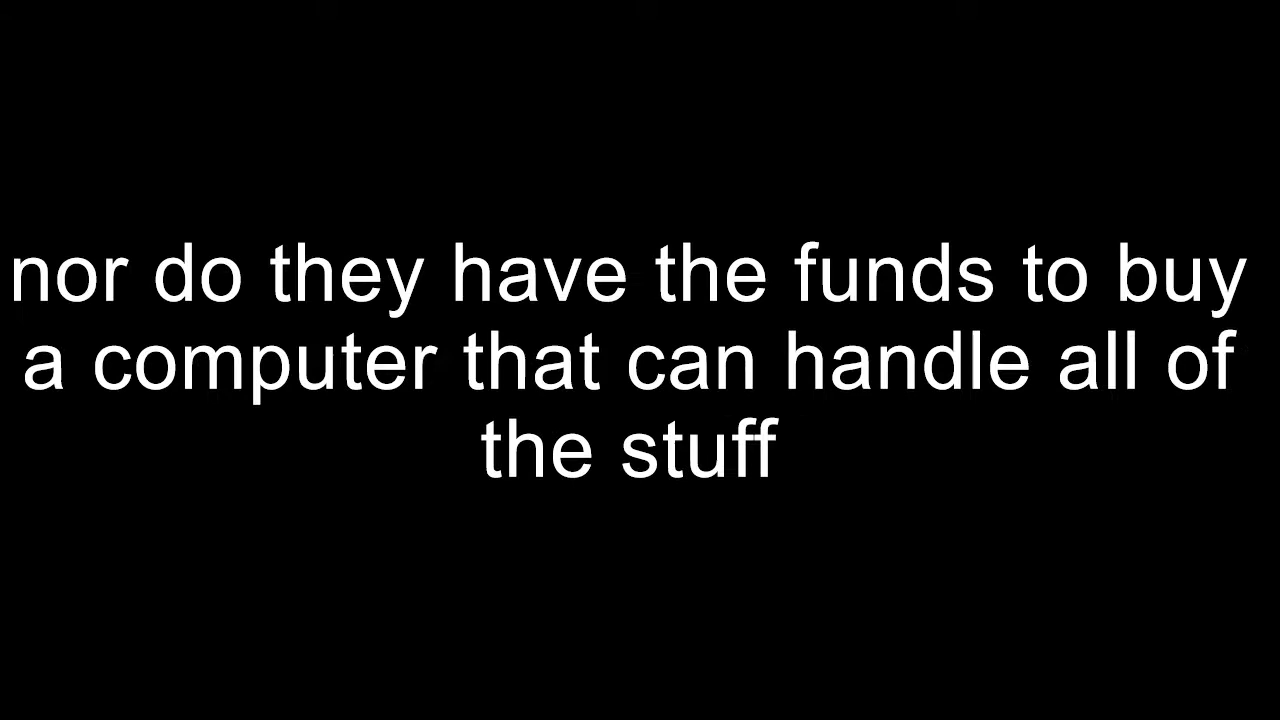 nor do they have the funds to buy
a computer that can handle all of
the stuff